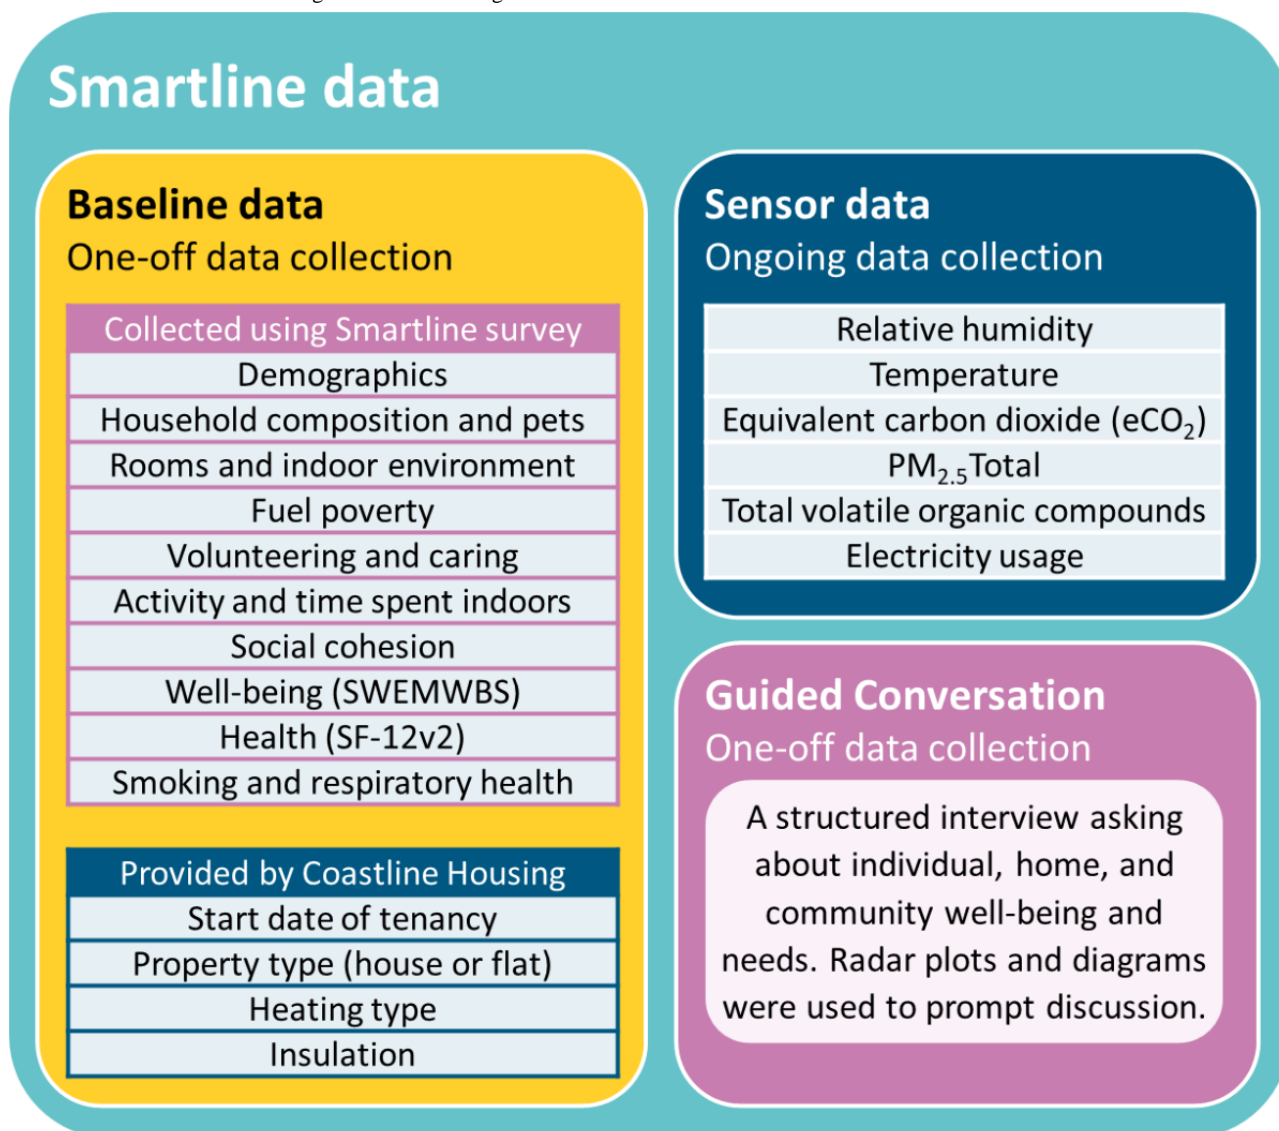 Smartline data
Baseline data
One-off data collection
Collected using Smartline survey
Demographics
Household composition and pets
Rooms and indoor environment
Fuel poverty
Volunteering and caring
Activity and time spent indoors
Social cohesion
Well-being (SWEMWBS)
Health (SF-12v2)
Smoking and respiratory health
Provided by Coastline Housing
Start date of tenancy
Property type (house or flat)
Heating type
Insulation
Sensor data
Ongoing data collection
Relative humidity
Temperature
Equivalent carbon dioxide (eCO₂)
PM₂.₅Total
Total volatile organic compounds
Electricity usage
Guided Conversation
One-off data collection
A structured interview asking
about individual, home, and
community well-being and
needs. Radar plots and diagrams
were used to prompt discussion.